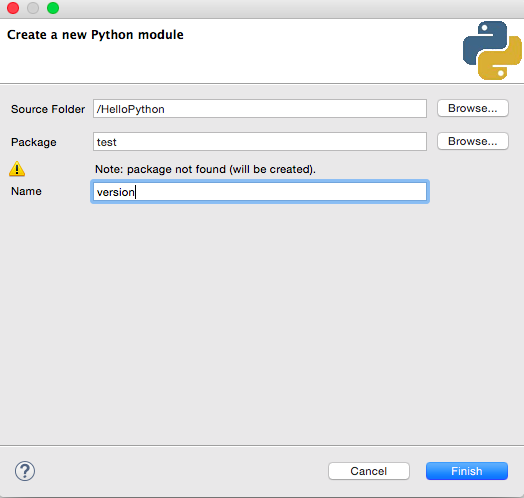 Create a new Python module
Source Folder /HelloPython Browse...
Package test Browse...
Note: package not found (will be created).
Name version
? Cancel Finish